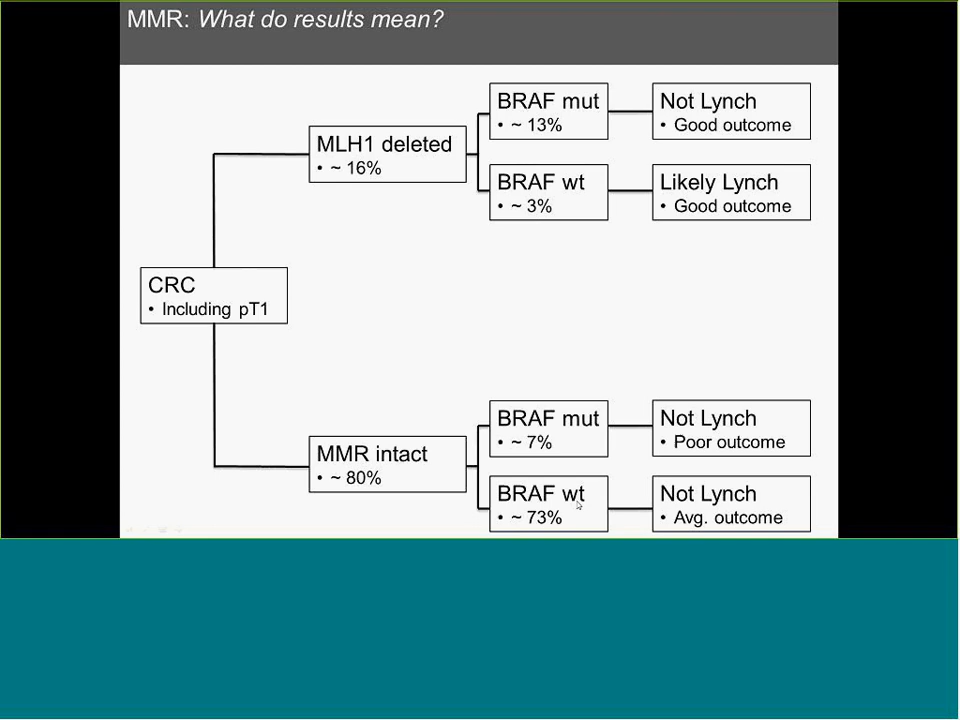 MMR: What do results mean?
BRAF mut
• ~ 13%
Not Lynch
• Good outcome
MLH1 deleted
• ~ 16%
BRAF wt
• ~ 3%
Likely Lynch
• Good outcome
CRC
• Including pT1
BRAF mut
• ~ 7%
Not Lynch
• Poor outcome
MMR intact
• ~ 80%
BRAF wt
• ~ 73%
Not Lynch
• Avg. outcome